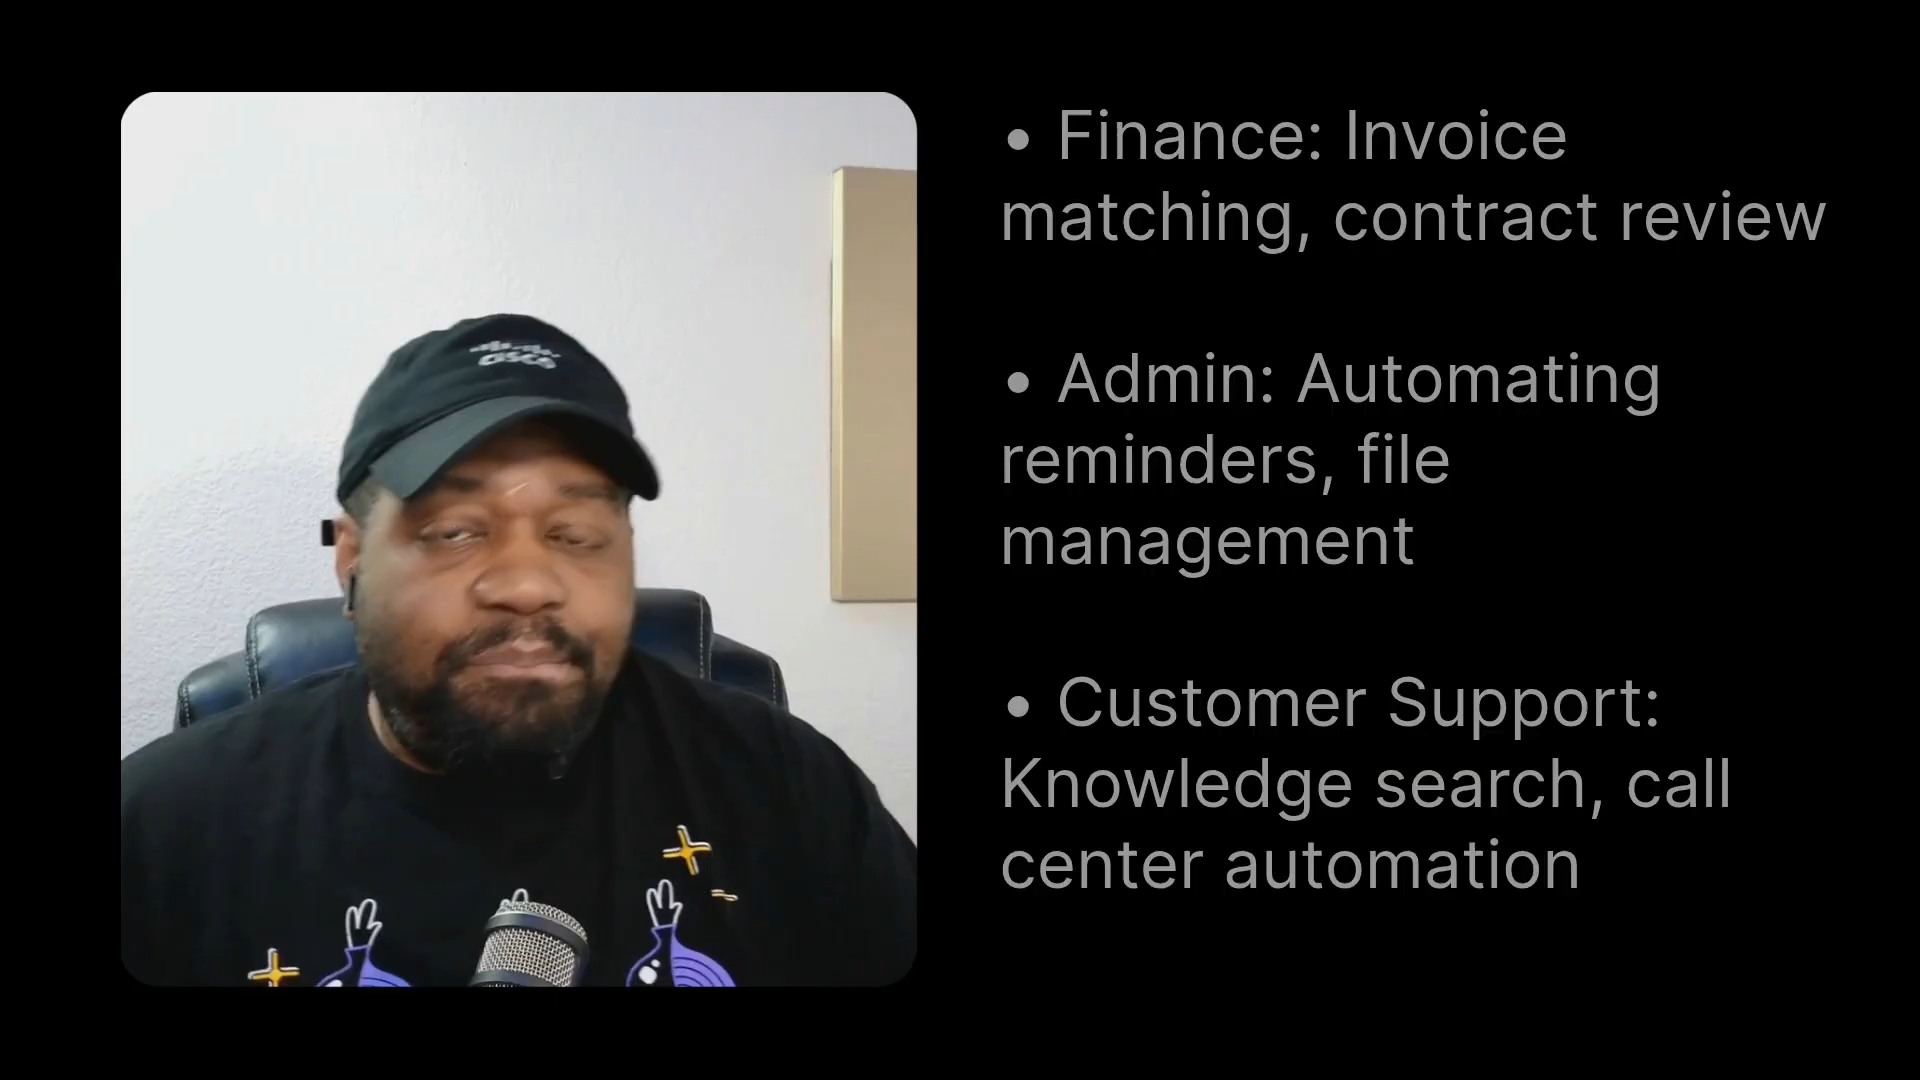 • Finance: Invoice
matching, contract review
• Admin: Automating
reminders, file
management
• Customer Support:
Knowledge search, call
center automation